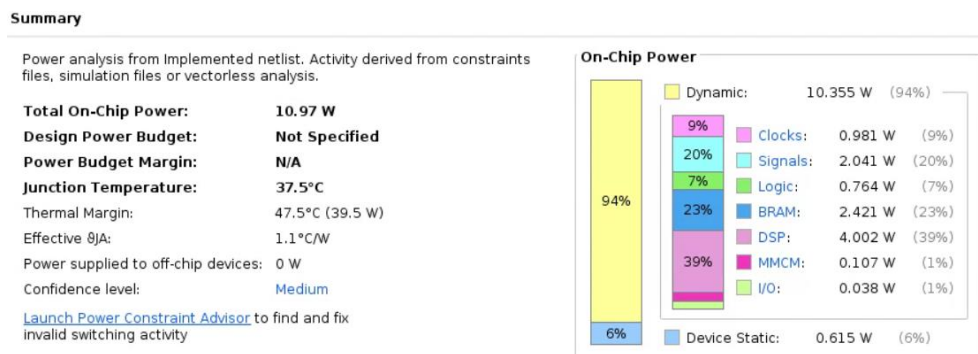 Summary
Power analysis from Implemented netlist. Activity derived from constraints
files, simulation files or vectorless analysis.
Total On-Chip Power: 10.97 W
Design Power Budget: Not Specified
Power Budget Margin: N/A
Junction Temperature: 37.5°C
Thermal Margin: 47.5°C (39.5 W)
Effective ϑJA: 1.1°C/W
Power supplied to off-chip devices: 0 W
Confidence level: Medium
Launch Power Constraint Advisor to find and fix
invalid switching activity
On-Chip Power
94%
6%
Dynamic: 10.355 W (94%)
9%
20%
7%
23%
39%
Clocks: 0.981 W (9%)
Signals: 2.041 W (20%)
Logic: 0.764 W (7%)
BRAM: 2.421 W (23%)
DSP: 4.002 W (39%)
MMCM: 0.107 W (1%)
I/O: 0.038 W (1%)
Device Static: 0.615 W (6%)